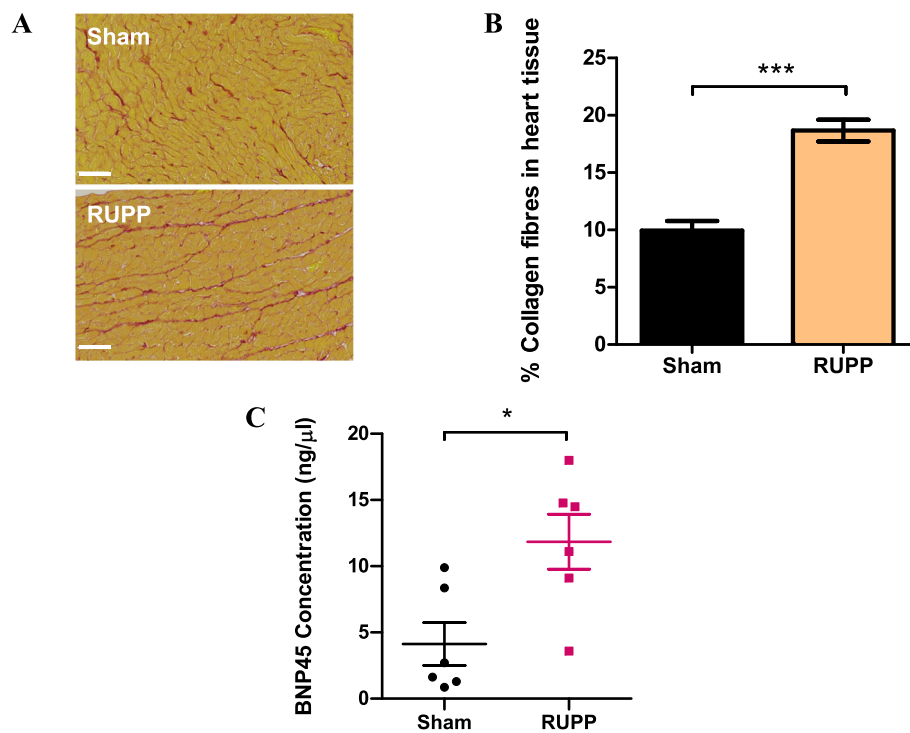 A
Sham
RUPP
B
% Collagen fibres in heart tissue
25
20
15
10
5
0
***
Sham
RUPP
C
BNP45 Concentration (ng/µl)
20
15
10
5
0
*
Sham
RUPP